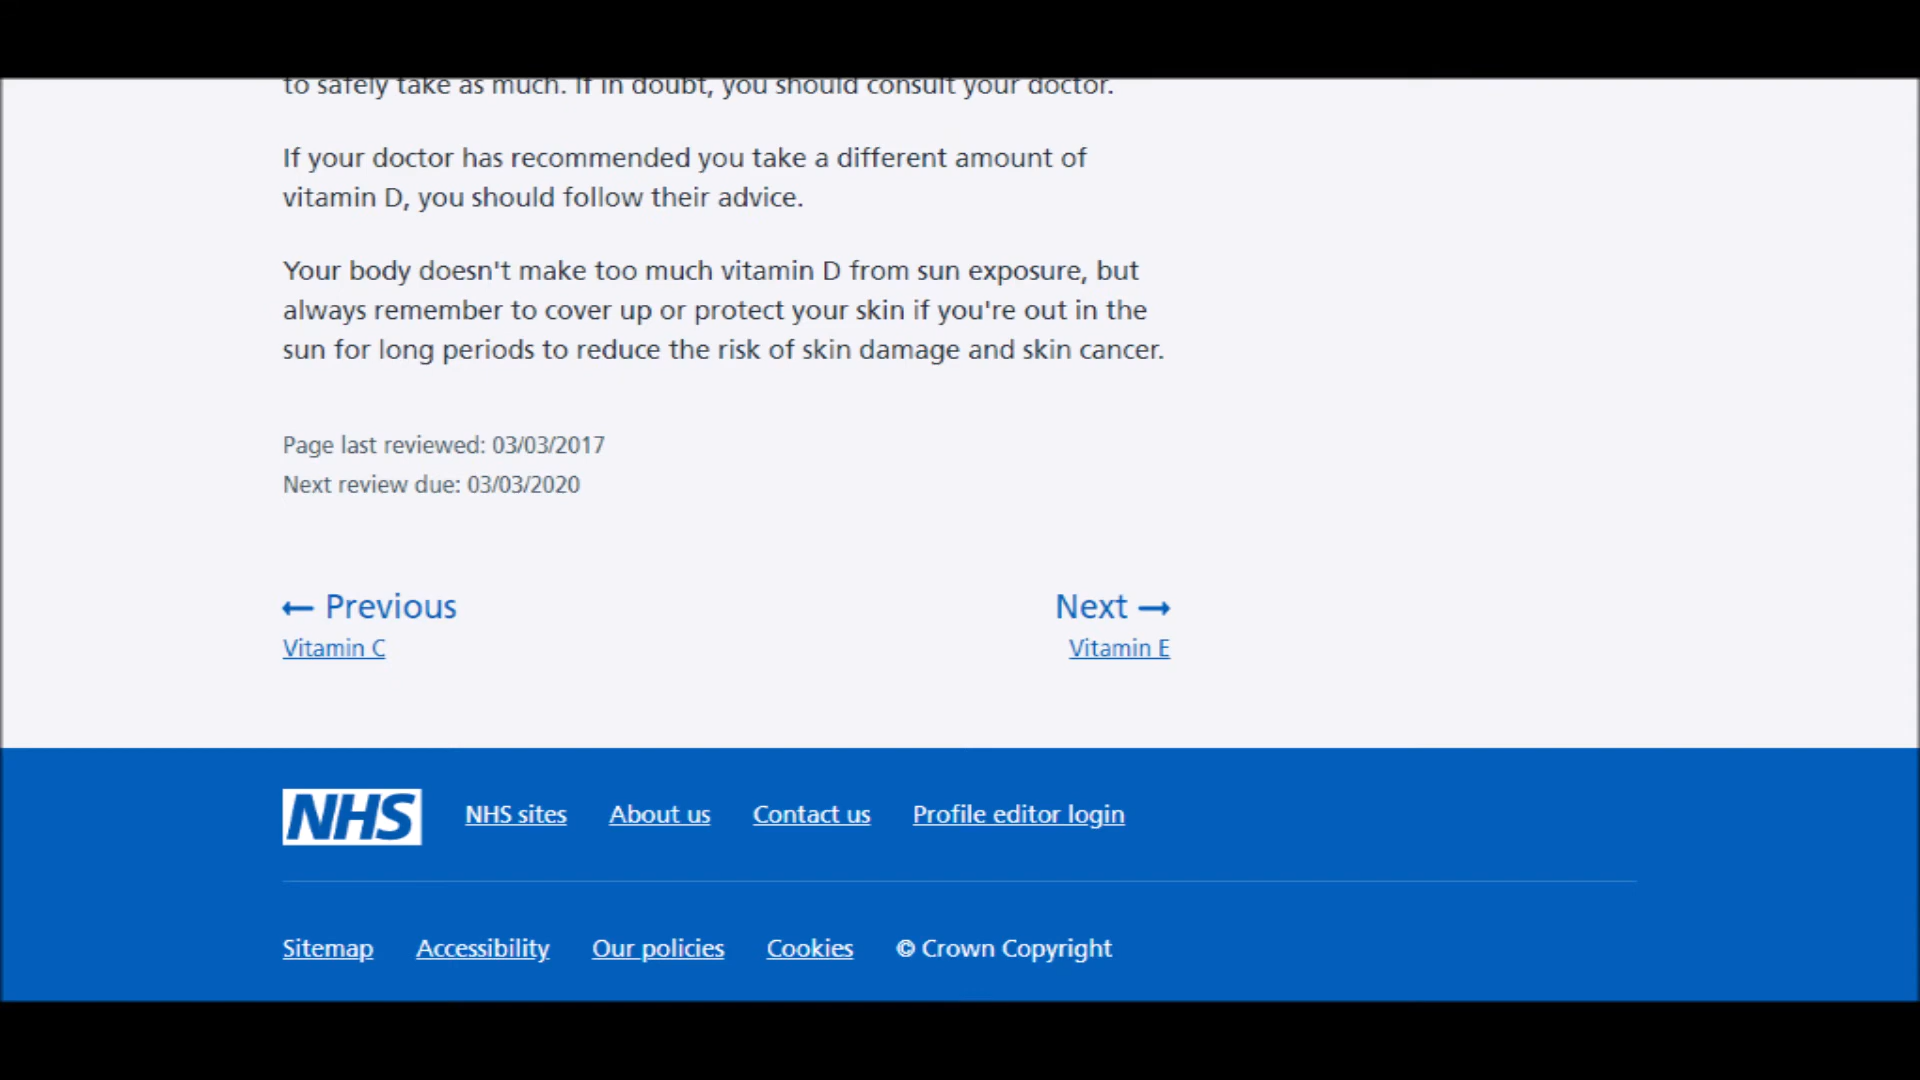 to safely take as much. If in doubt, you should consult your doctor.
If your doctor has recommended you take a different amount of
vitamin D, you should follow their advice.
Your body doesn't make too much vitamin D from sun exposure, but
always remember to cover up or protect your skin if you're out in the
sun for long periods to reduce the risk of skin damage and skin cancer.
Page last reviewed: 03/03/2017
Next review due: 03/03/2020
← Previous
Vitamin C
Next →
Vitamin E
NHS NHS sites About us Contact us Profile editor login
Sitemap Accessibility Our policies Cookies © Crown Copyright